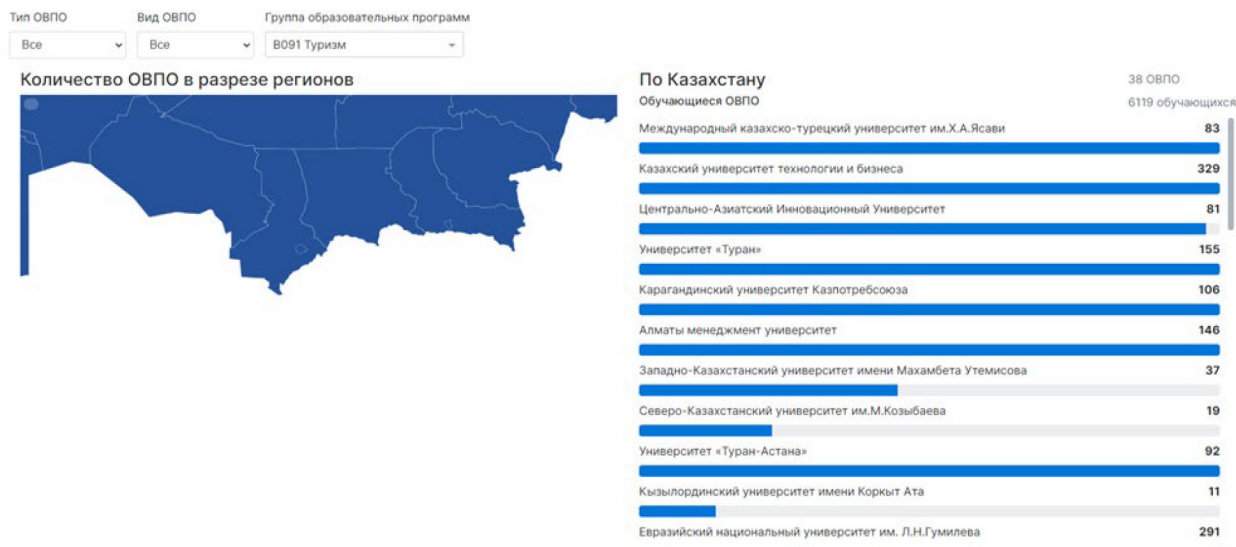 Тип ОВПО
Вид ОВПО
Группа образовательных программ
Все
Все
B091 Туризм
Количество ОВПО в разрезе регионов
По Казахстану
38 ОВПО
Обучающиеся ОВПО
6119 обучающихся
Международный казахско-турецкий университет им.Х.А.Ясави 83
Казахский университет технологии и бизнеса 329
Центрально-Азиатский Инновационный Университет 81
Университет «Туран» 155
Карагандинский университет Казпотребсоюза 106
Алматы менеджмент университет 146
Западно-Казахстанский университет имени Махамбета Утемисова 37
Северо-Казахстанский университет им.М.Козыбаева 19
Университет «Туран-Астана» 92
Кызылординский университет имени Коркыт Ата 11
Евразийский национальный университет им. Л.Н.Гумилева 291